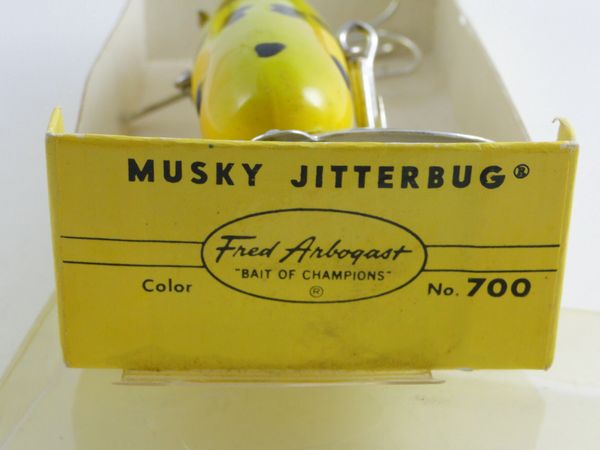 MUSKY JITTERBUG®
Fred Arbogast
"BAIT OF CHAMPIONS"
®
Color No. 700